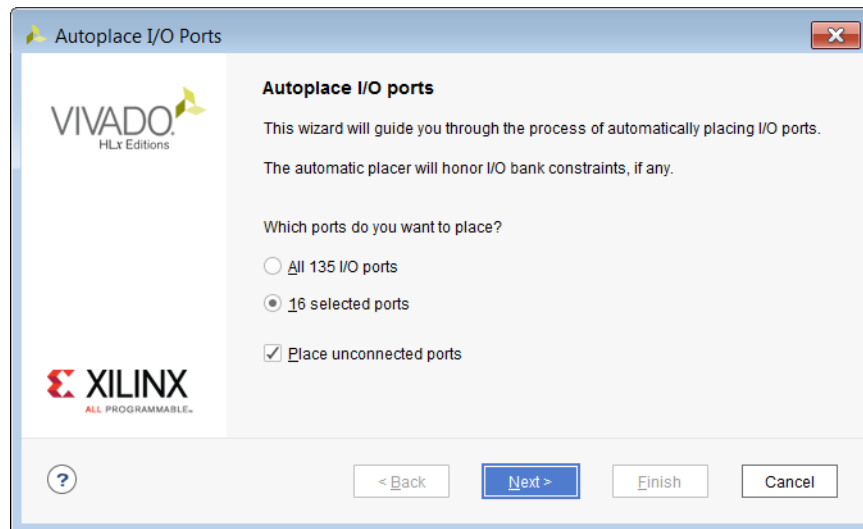 Autoplace I/O Ports
VIVADO.
HLx Editions
Autoplace I/O ports
This wizard will guide you through the process of automatically placing I/O ports.
The automatic placer will honor I/O bank constraints, if any.
Which ports do you want to place?
All 135 I/O ports
16 selected ports
Place unconnected ports
XILINX
ALL PROGRAMMABLE™
?
< Back
Next >
Finish
Cancel